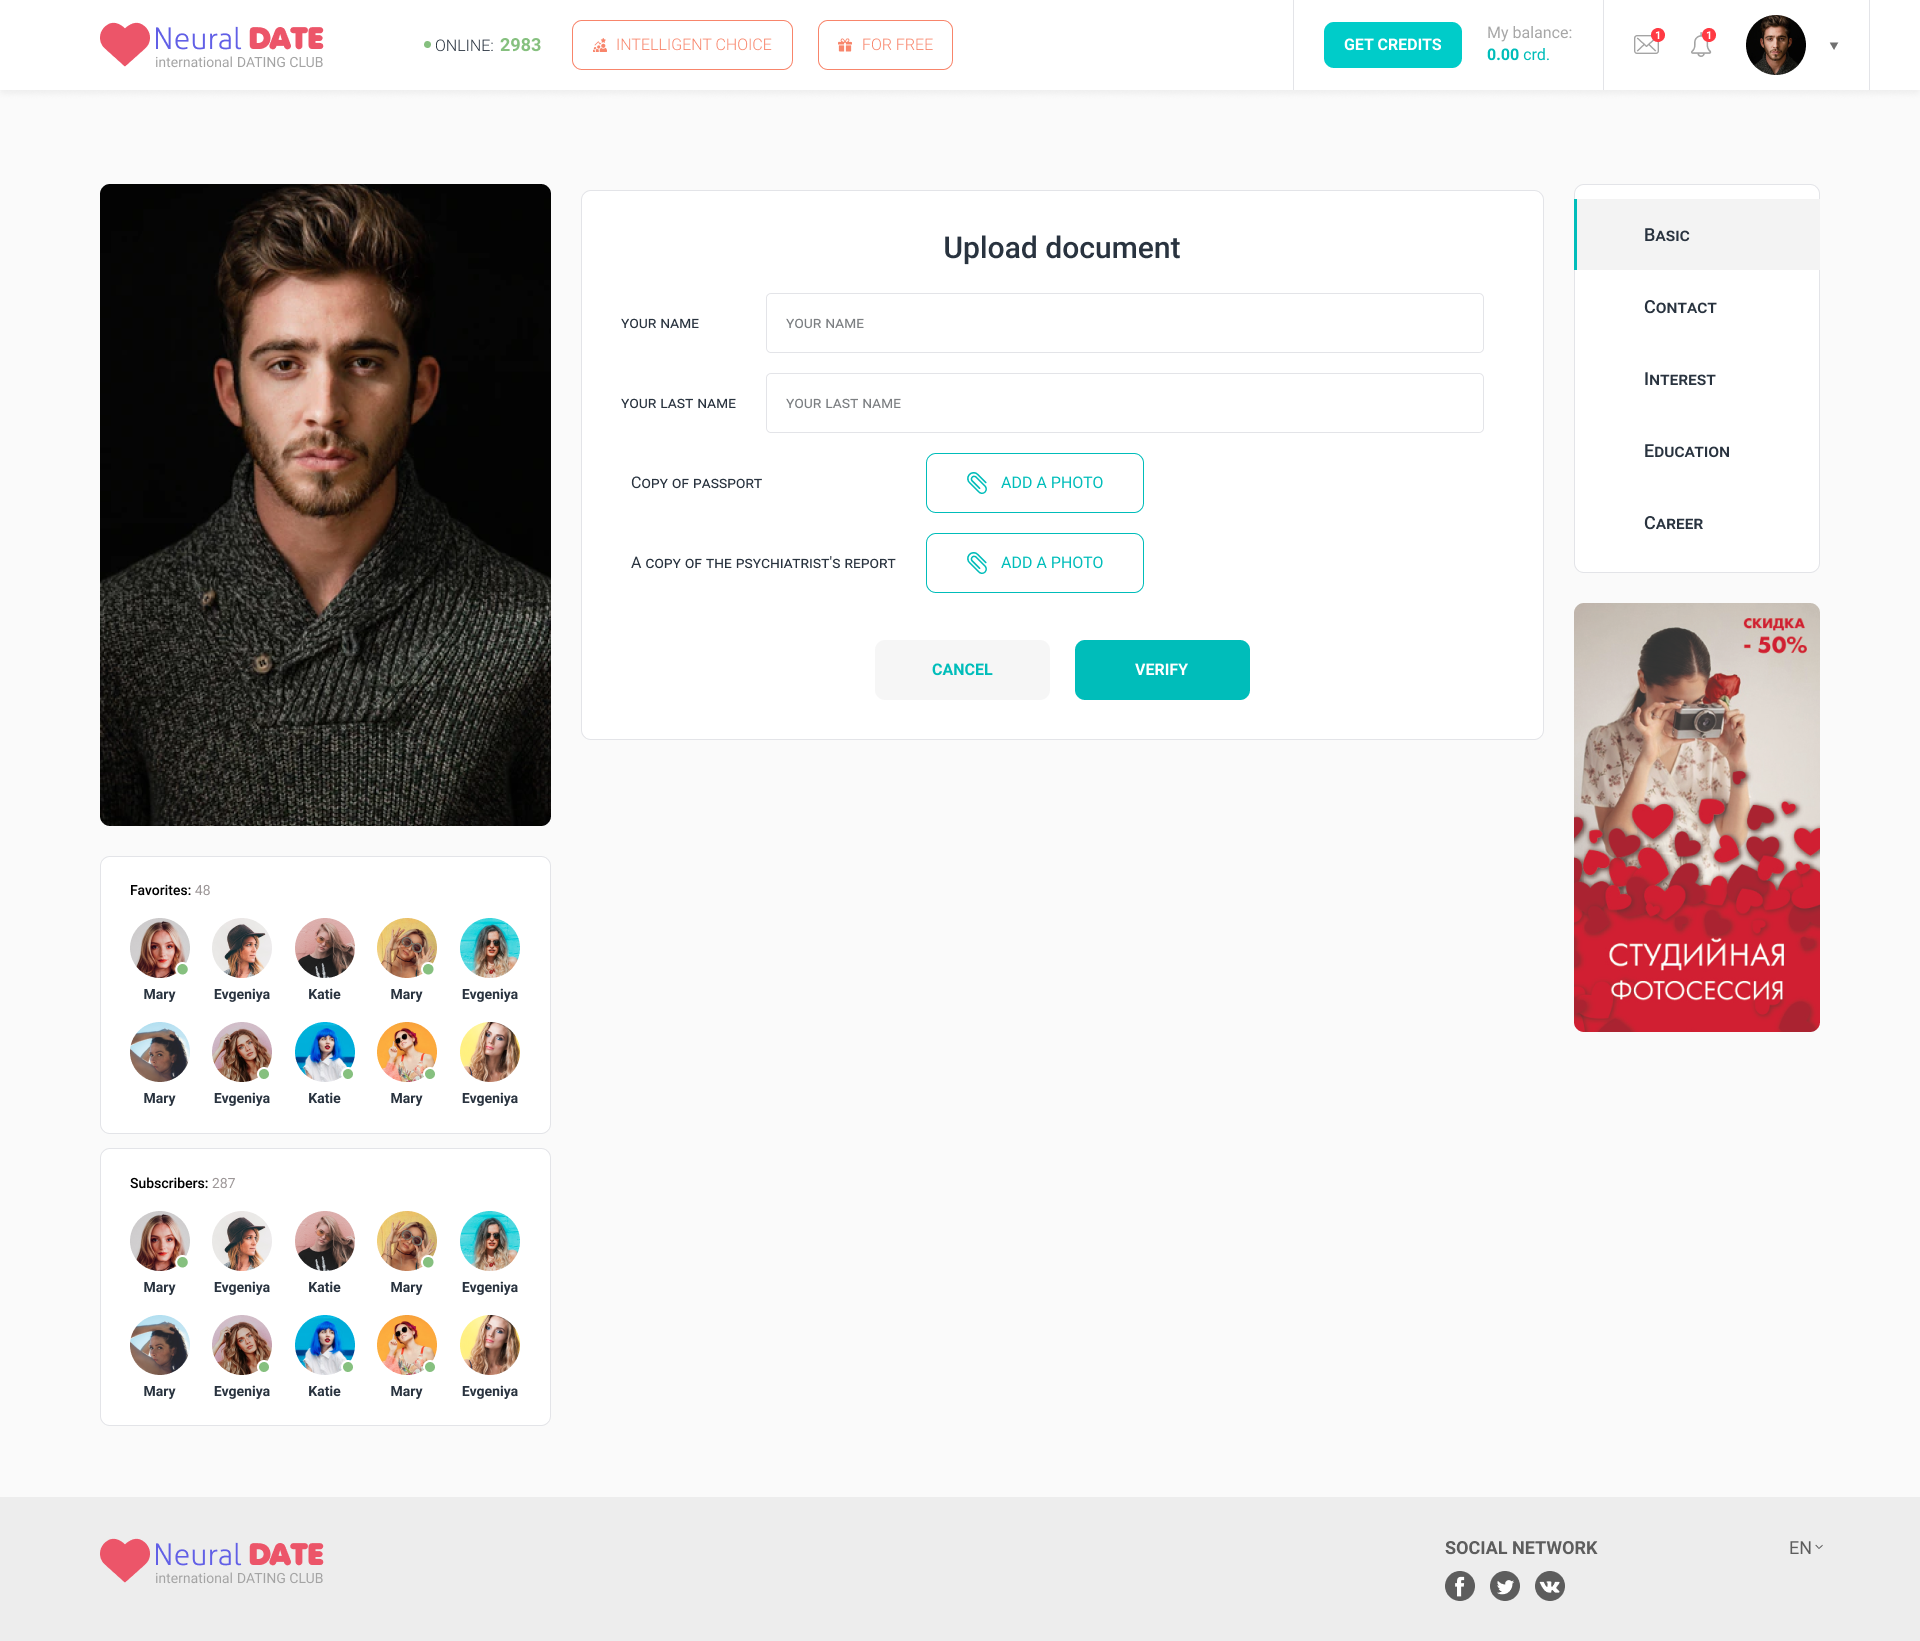 Neural DATE
international DATING CLUB
ONLINE: 2983
INTELLIGENT CHOICE
FOR FREE
GET CREDITS
My balance:
0.00 crd.
1
1
Upload document
YOUR NAME
YOUR NAME
YOUR LAST NAME
YOUR LAST NAME
Copy of passport
ADD A PHOTO
A copy of the psychiatrist's report
ADD A PHOTO
CANCEL
VERIFY
Basic
Contact
Interest
Education
Career
СКИДКА
- 50%
СТУДИЙНАЯ
ФОТОСЕССИЯ
Favorites: 48
Mary Evgeniya Katie Mary Evgeniya
Mary Evgeniya Katie Mary Evgeniya
Subscribers: 287
Mary Evgeniya Katie Mary Evgeniya
Mary Evgeniya Katie Mary Evgeniya
Neural DATE
international DATING CLUB
SOCIAL NETWORK
EN